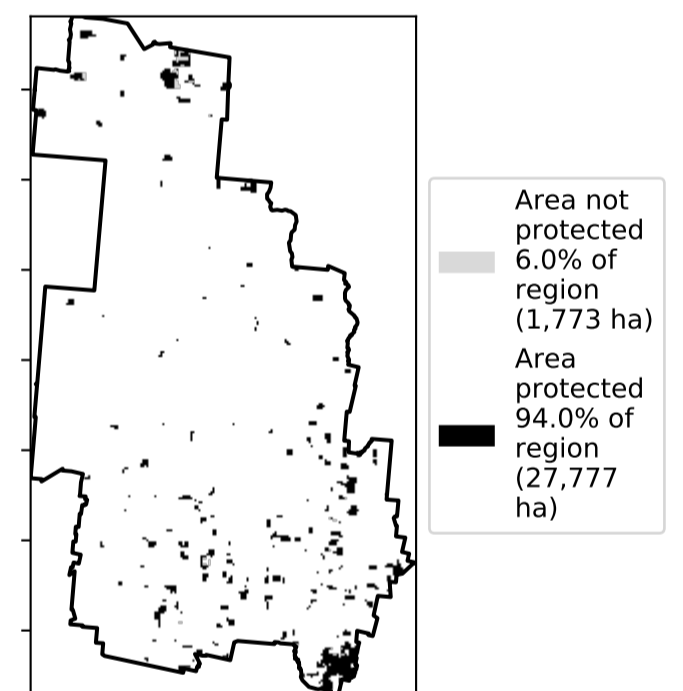 Area not
protected
6.0% of
region
(1,773 ha)
Area
protected
94.0% of
region
(27,777
ha)